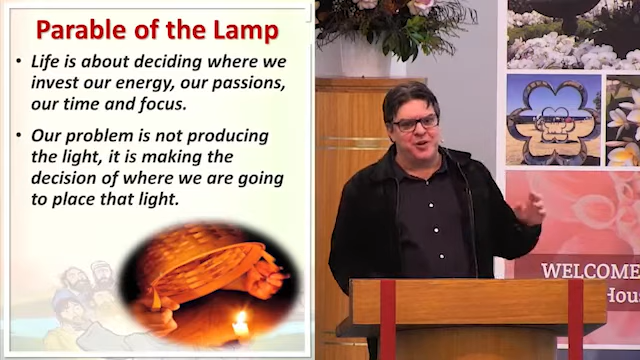 Parable of the Lamp
• Life is about deciding where we
invest our energy, our passions,
our time and focus.
• Our problem is not producing
the light, it is making the
decision of where we are going
to place that light.
WELCOME
Hous